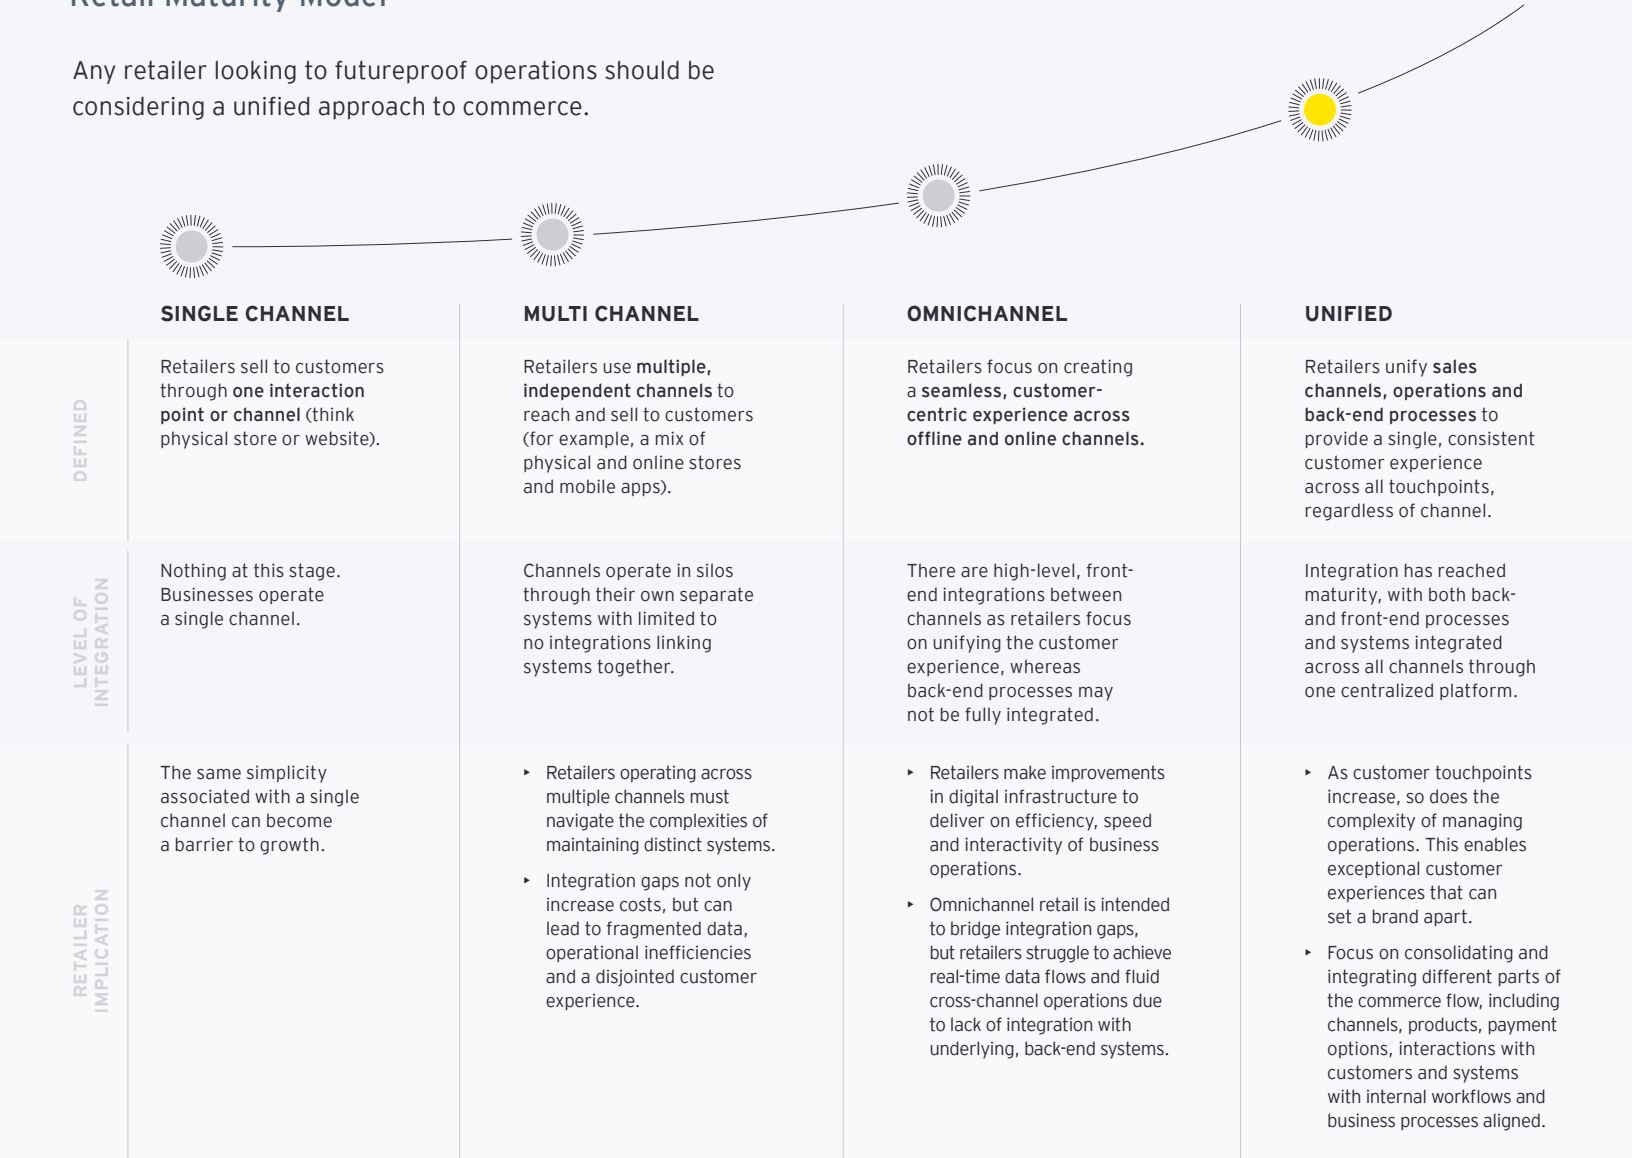 Retail Maturity Model
Any retailer looking to futureproof operations should be
considering a unified approach to commerce.
SINGLE CHANNEL
MULTI CHANNEL
OMNICHANNEL
UNIFIED
DEFINED
Retailers sell to customers
through one interaction
point or channel (think
physical store or website).
Retailers use multiple,
independent channels to
reach and sell to customers
(for example, a mix of
physical and online stores
and mobile apps).
Retailers focus on creating
a seamless, customer-
centric experience across
offline and online channels.
Retailers unify sales
channels, operations and
back-end processes to
provide a single, consistent
customer experience
across all touchpoints,
regardless of channel.
LEVEL OF
INTEGRATION
Nothing at this stage.
Businesses operate
a single channel.
Channels operate in silos
through their own separate
systems with limited to
no integrations linking
systems together.
There are high-level, front-
end integrations between
channels as retailers focus
on unifying the customer
experience, whereas
back-end processes may
not be fully integrated.
Integration has reached
maturity, with both back-
and front-end processes
and systems integrated
across all channels through
one centralized platform.
RETAILER
IMPLICATION
The same simplicity
associated with a single
channel can become
a barrier to growth.
‣ Retailers operating across
multiple channels must
navigate the complexities of
maintaining distinct systems.
‣ Integration gaps not only
increase costs, but can
lead to fragmented data,
operational inefficiencies
and a disjointed customer
experience.
‣ Retailers make improvements
in digital infrastructure to
deliver on efficiency, speed
and interactivity of business
operations.
‣ Omnichannel retail is intended
to bridge integration gaps,
but retailers struggle to achieve
real-time data flows and fluid
cross-channel operations due
to lack of integration with
underlying, back-end systems.
‣ As customer touchpoints
increase, so does the
complexity of managing
operations. This enables
exceptional customer
experiences that can
set a brand apart.
‣ Focus on consolidating and
integrating different parts of
the commerce flow, including
channels, products, payment
options, interactions with
customers and systems
with internal workflows and
business processes aligned.